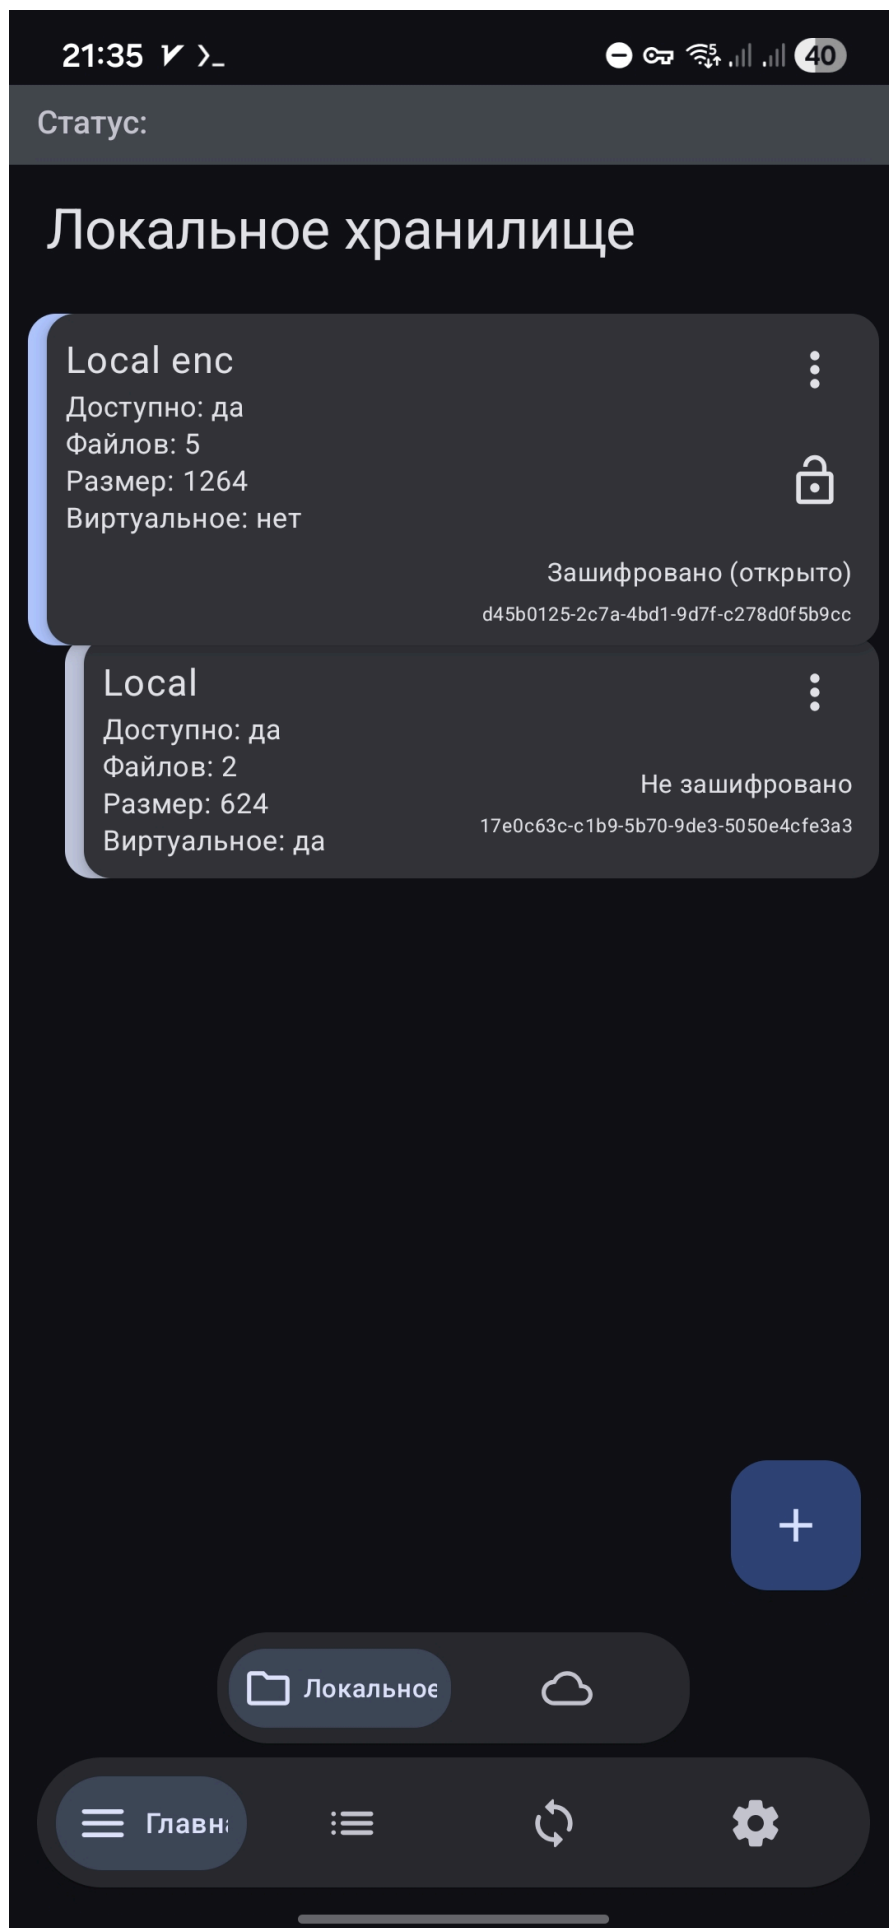 21:35
40
Статус:
Локальное хранилище
Local enc
Доступно: да
Файлов: 5
Размер: 1264
Виртуальное: нет
Зашифровано (открыто)
d45b0125-2c7a-4bd1-9d7f-c278d0f5b9cc
Local
Доступно: да
Файлов: 2
Размер: 624
Виртуальное: да
Не зашифровано
17e0c63c-c1b9-5b70-9de3-5050e4cfe3a3
Локальное
Главна